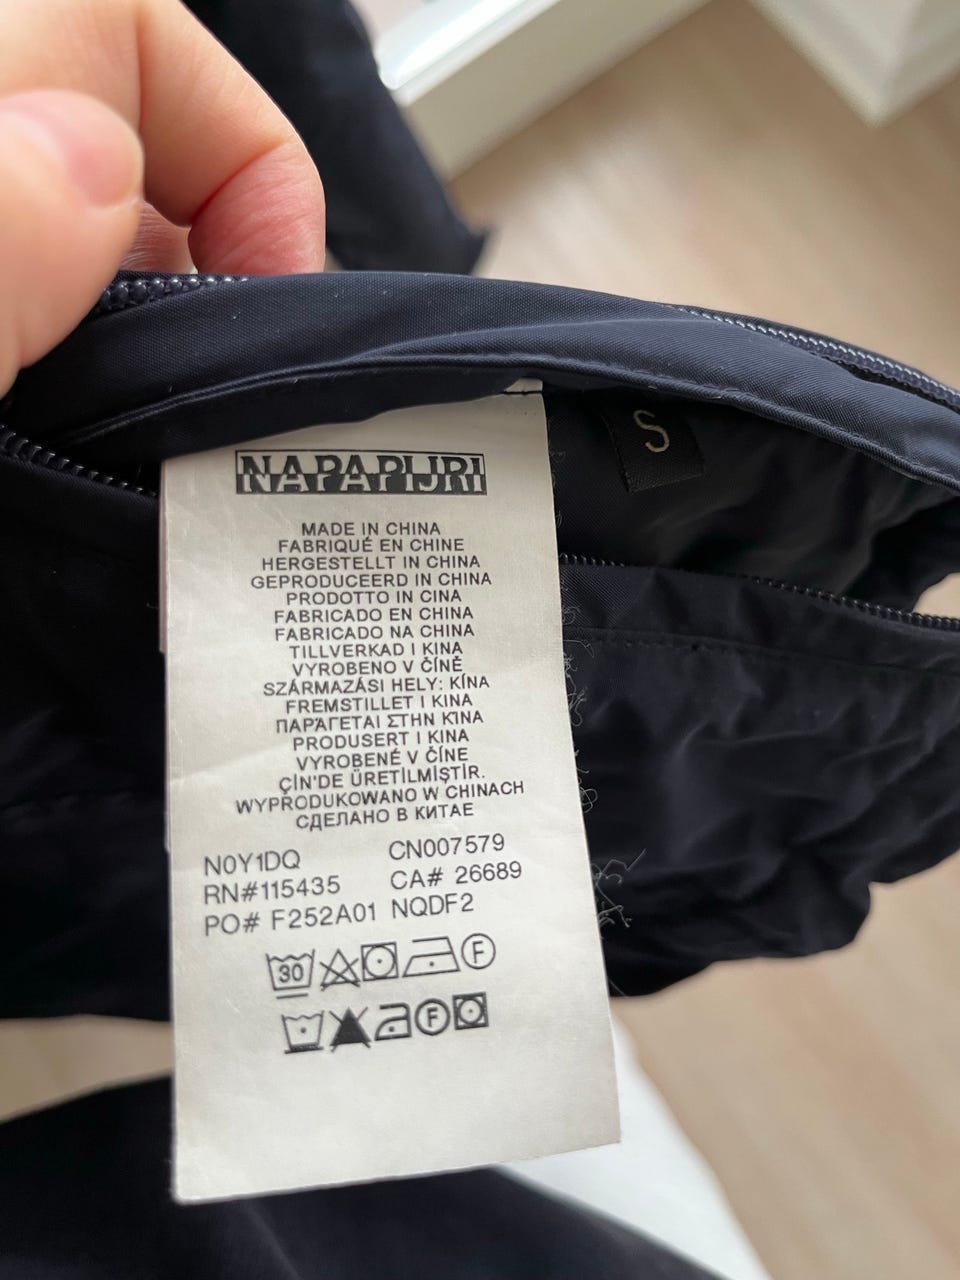 S
NAPAPIJRI
MADE IN CHINA
FABRIQUÉ EN CHINE
HERGESTELLT IN CHINA
GEPRODUCEERD IN CHINA
PRODOTTO IN CINA
FABRICADO EN CHINA
FABRICADO NA CHINA
TILLVERKAD I KINA
VYROBENO V ČÍNĚ
SZÁRMAZÁSI HELY: KÍNA
FREMSTILLET I KINA
ΠΑΡΆΓΕΤΑΙ ΣΤΗΝ ΚΊΝΑ
PRODUSERT I KINA
VYROBENÉ V ČÍNE
ÇİN'DE ÜRETİLMİŞTİR.
WYPRODUKOWANO W CHINACH
СДЕЛАНО В КИТАЕ
N0Y1DQ CN007579
RN#115435 CA# 26689
PO# F252A01 NQDF2
30 F
F